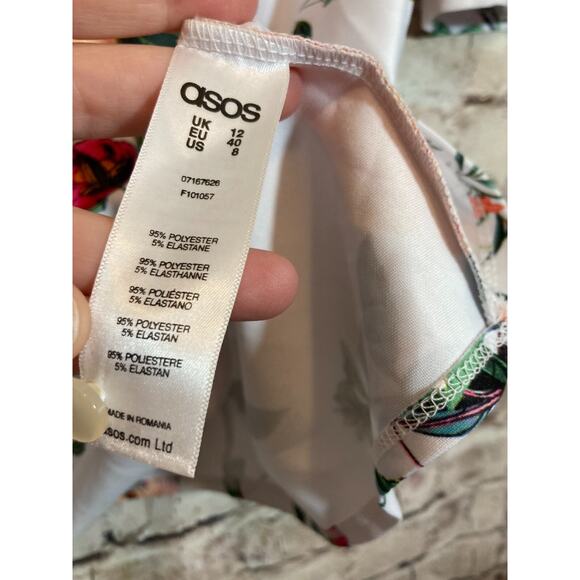 asos
UK 12
EU 40
US 8
07167626
F101057
95% POLYESTER
5% ELASTANE
95% POLYESTER
5% ELASTHANNE
95% POLIÉSTER
5% ELASTANO
95% POLYESTER
5% ELASTAN
95% POLIESTERE
5% ELASTAN
MADE IN ROMANIA
asos.com Ltd